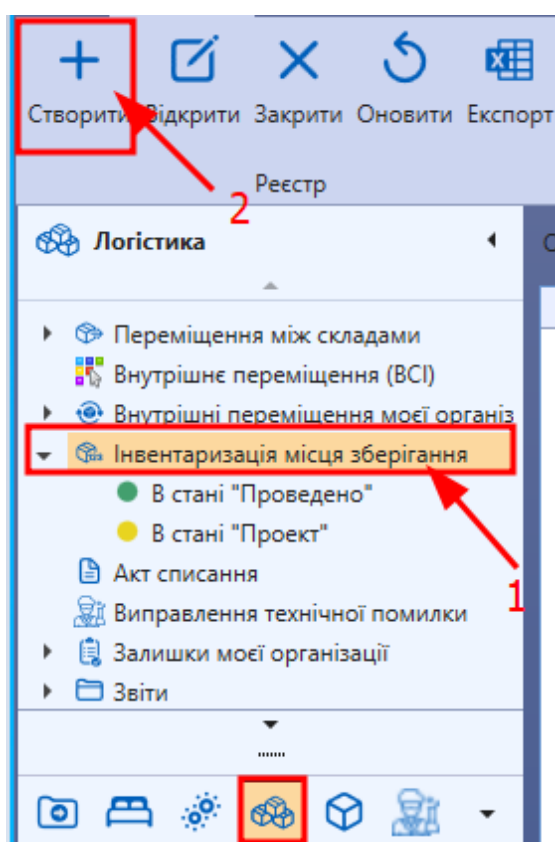 Створити Відкрити Закрити Оновити Експорт
2
Реєстр
Логістика
Переміщення між складами
Внутрішнє переміщення (ВСІ)
Внутрішні переміщення моєї організ
Інвентаризація місця зберігання
В стані "Проведено"
В стані "Проект"
Акт списання
1
Виправлення технічної помилки
Залишки моєї організації
Звіти